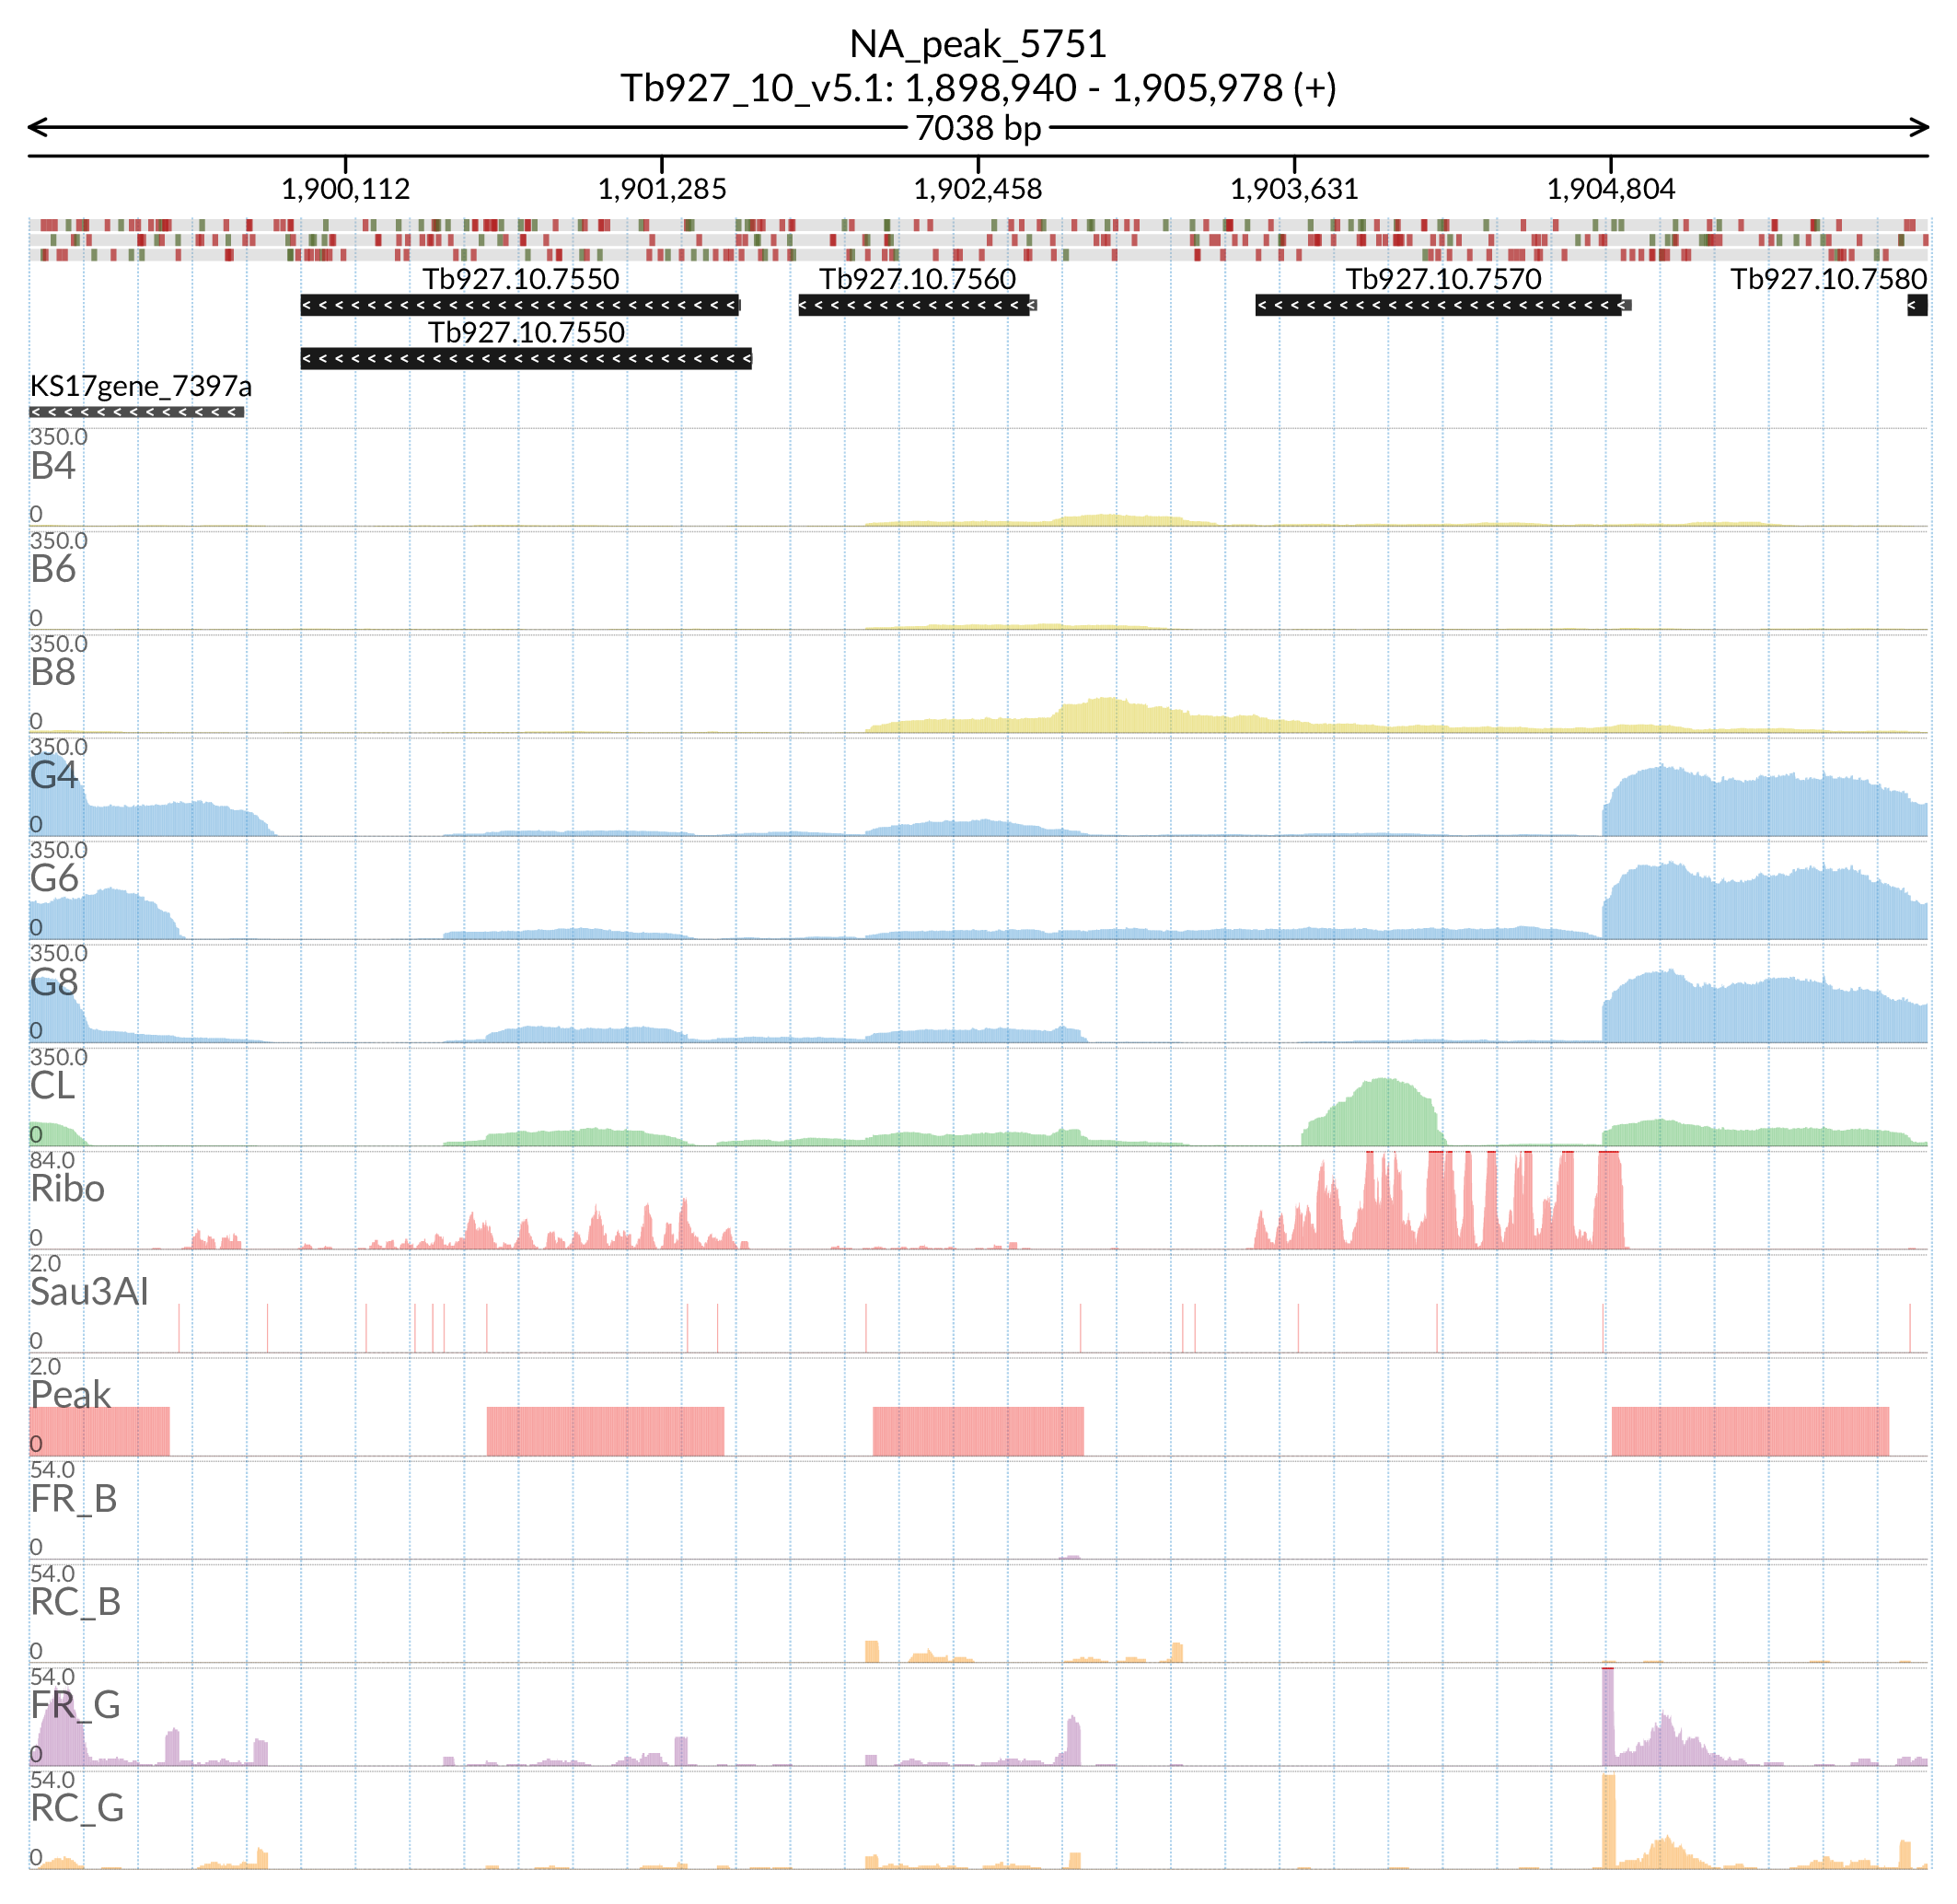 NA_peak_5751
Tb927_10_v5.1: 1,898,940 - 1,905,978 (+)
7038 bp
1,900,112 1,901,285 1,902,458 1,903,631 1,904,804
Tb927.10.7550 Tb927.10.7560 Tb927.10.7570 Tb927.10.7580
Tb927.10.7550
KS17gene_7397a
350.0
B4
0
350.0
B6
0
350.0
B8
0
350.0
G4
0
350.0
G6
0
350.0
G8
0
350.0
CL
0
84.0
Ribo
0
2.0
Sau3AI
0
2.0
Peak
0
54.0
FR_B
0
54.0
RC_B
0
54.0
FR_G
0
54.0
RC_G
0